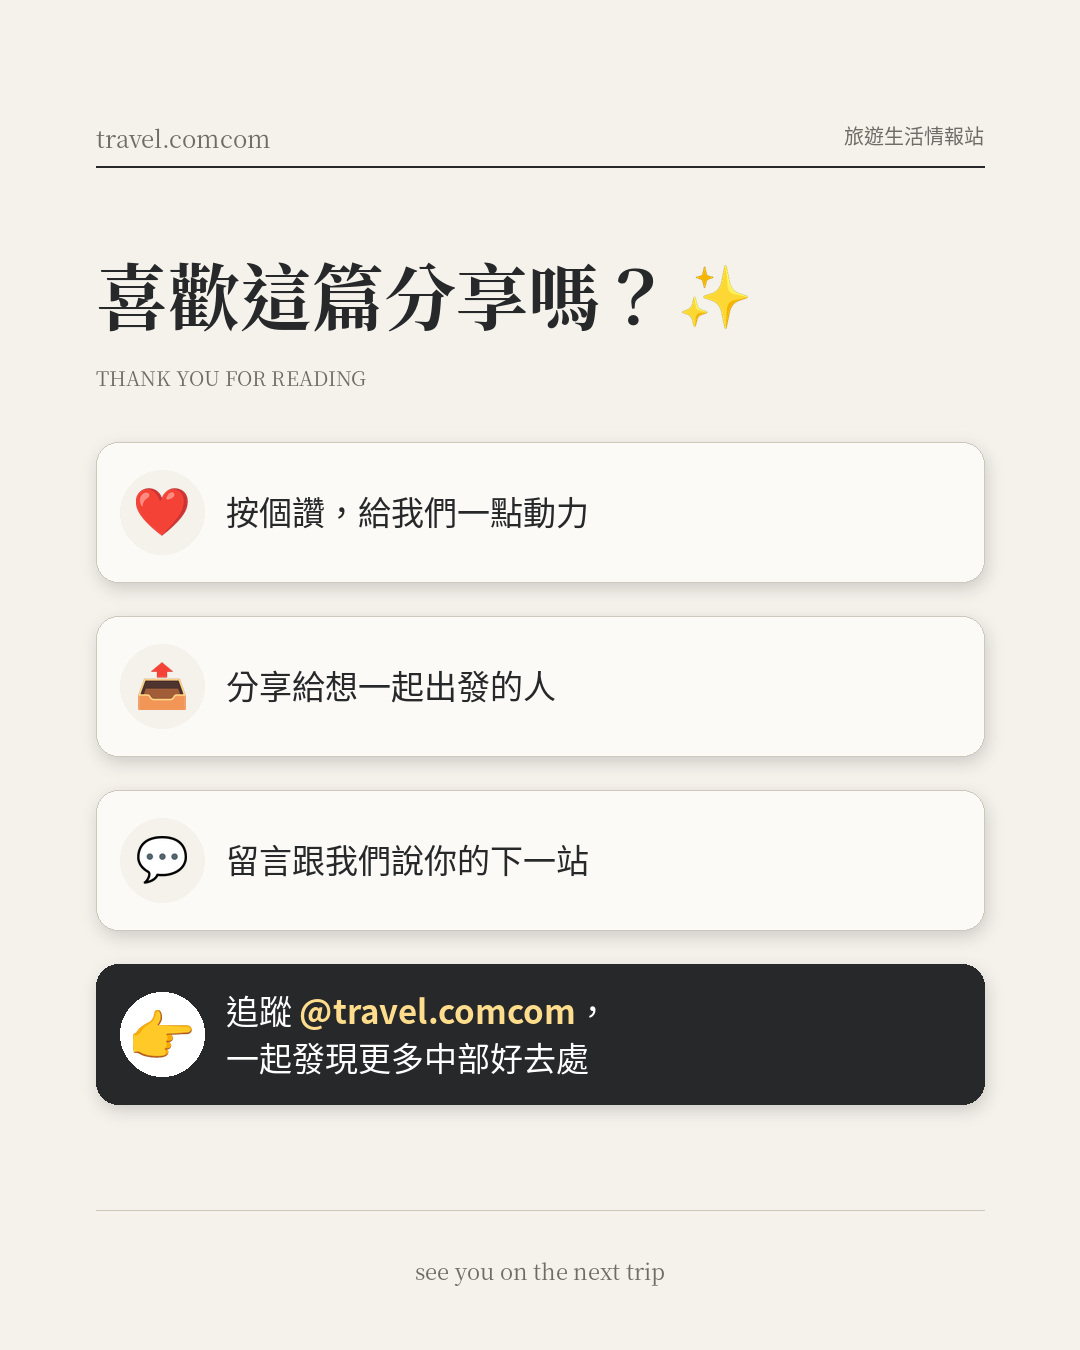 travel.comcom
旅遊生活情報站
喜歡這篇分享嗎？✨
THANK YOU FOR READING
按個讚，給我們一點動力
分享給想一起出發的人
留言跟我們說你的下一站
追蹤 @travel.comcom，
一起發現更多中部好去處
see you on the next trip